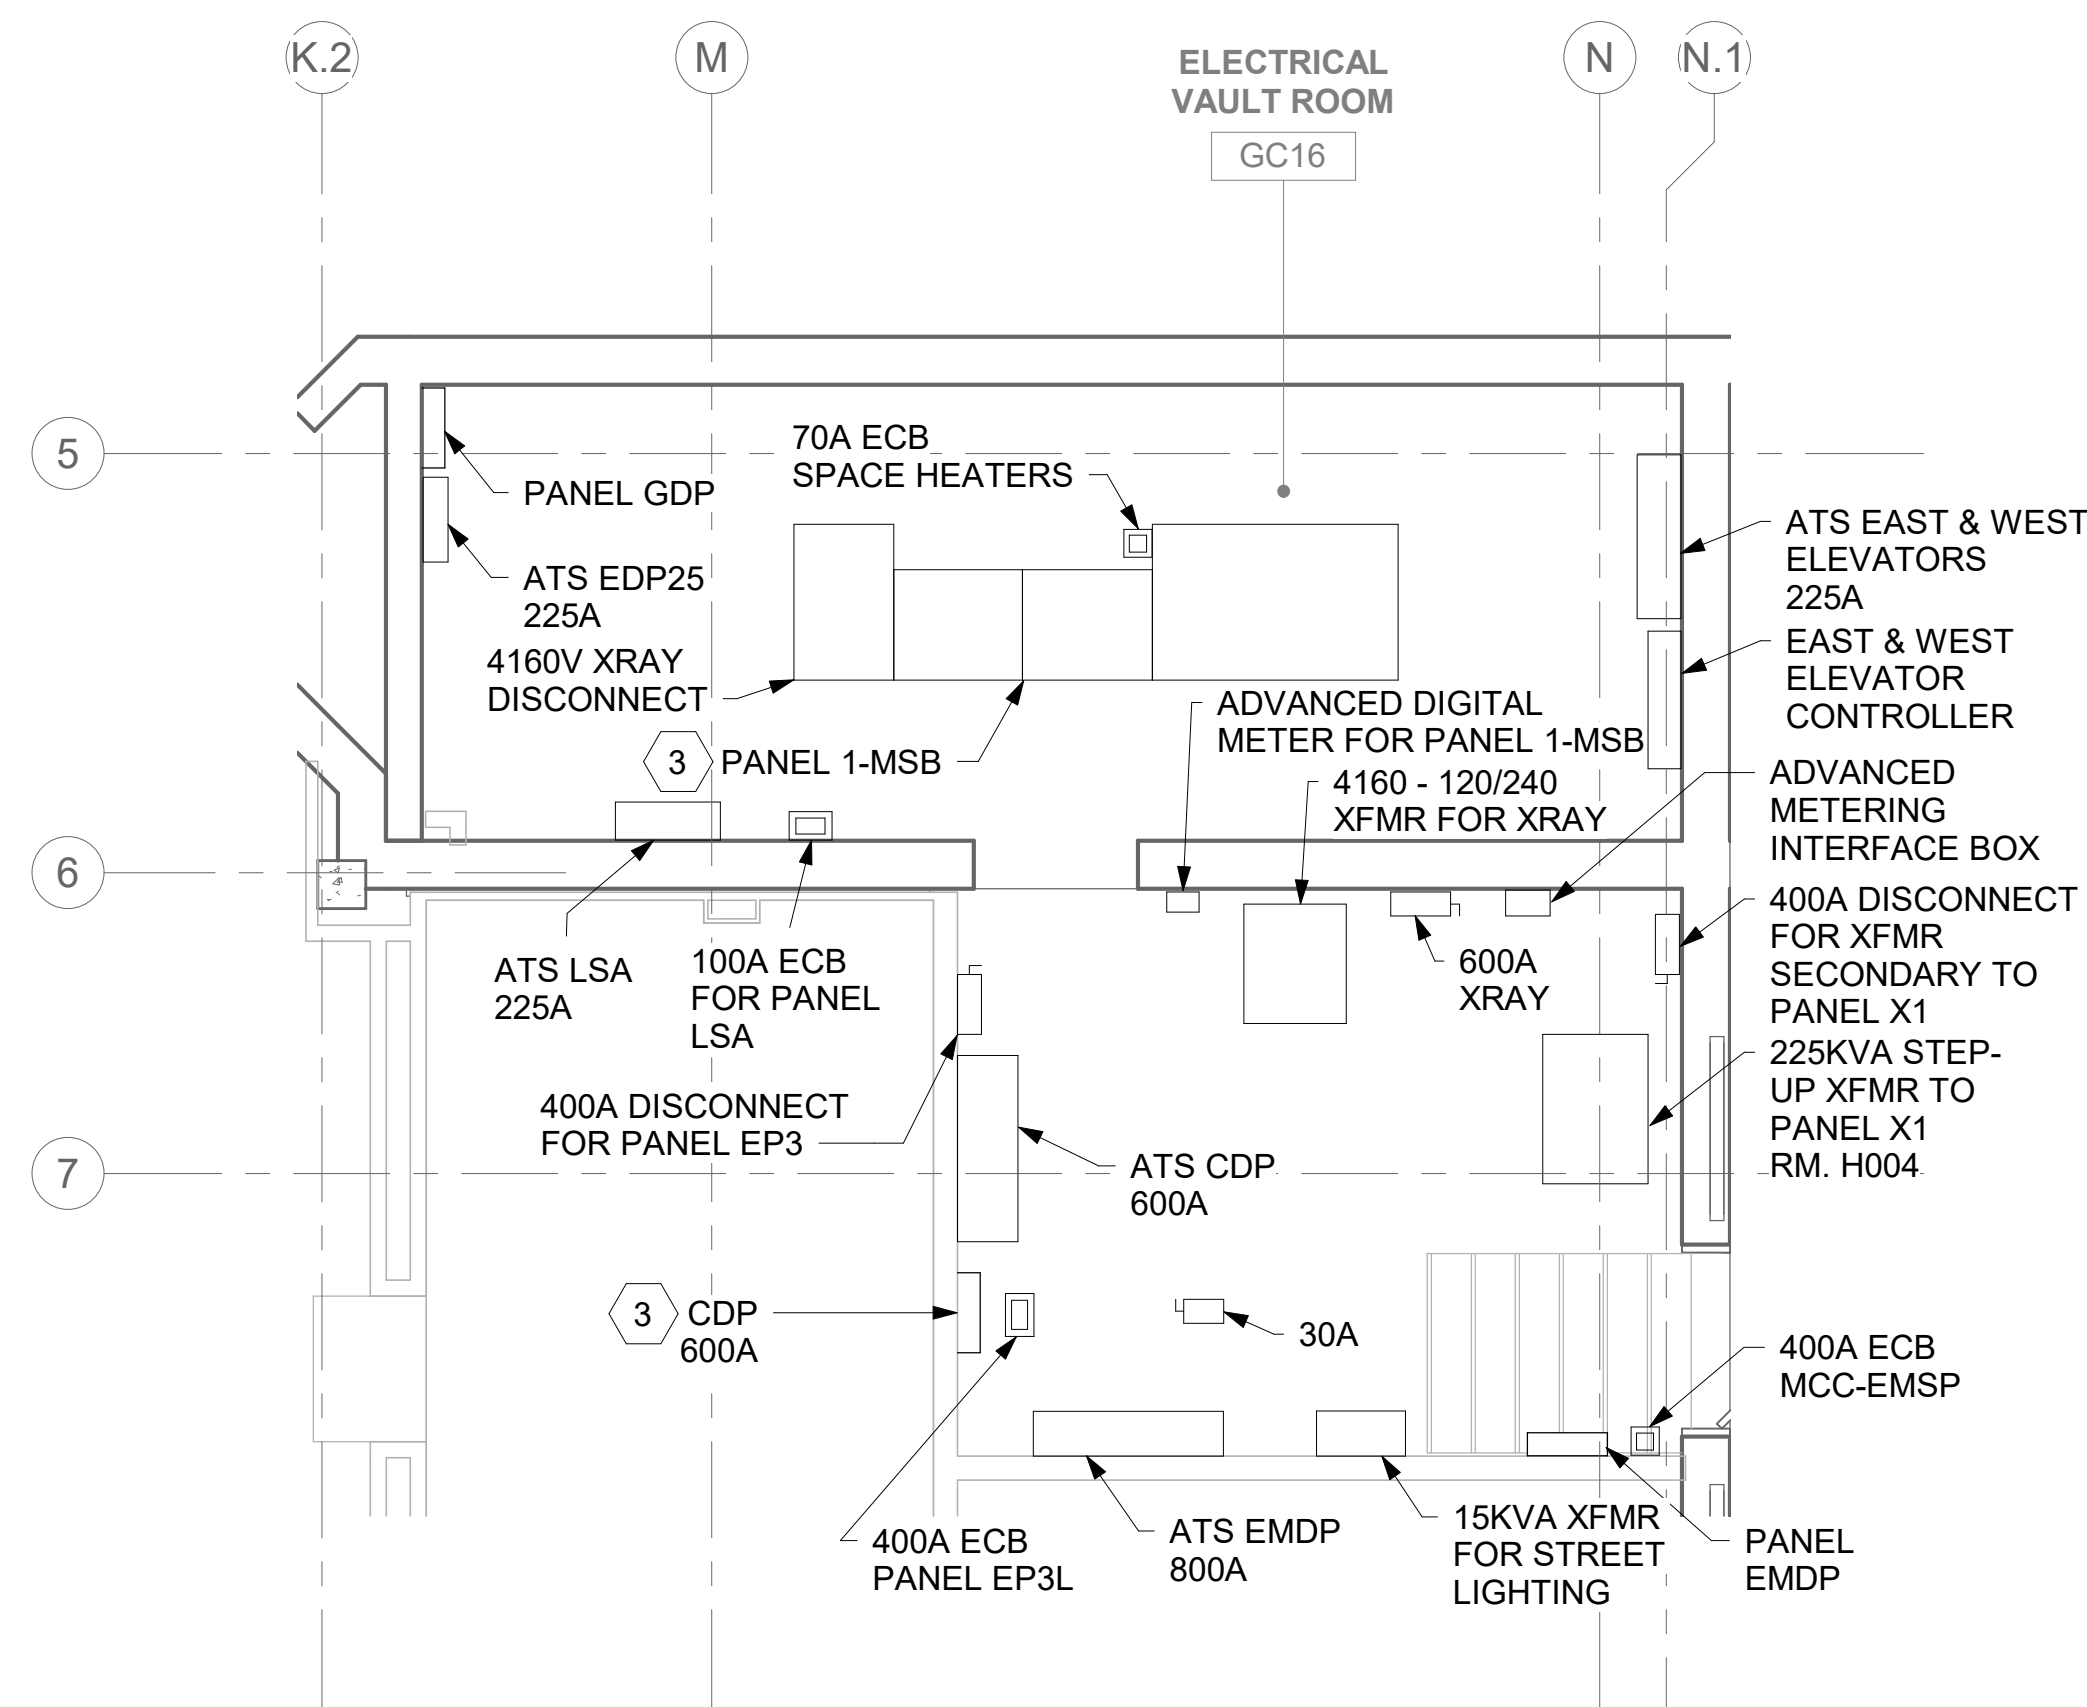 K.2
M
ELECTRICAL
VAULT ROOM
GC16
N
N.1
5
70A ECB
SPACE HEATERS
PANEL GDP
ATS EDP25
225A
4160V XRAY
DISCONNECT
3
PANEL 1-MSB
ADVANCED DIGITAL
METER FOR PANEL 1-MSB
4160 - 120/240
XFMR FOR XRAY
ATS EAST & WEST
ELEVATORS
225A
EAST & WEST
ELEVATOR
CONTROLLER
ADVANCED
METERING
INTERFACE BOX
6
ATS LSA
225A
100A ECB
FOR PANEL
LSA
600A
XRAY
400A DISCONNECT
FOR XFMR
SECONDARY TO
PANEL X1
225KVA STEP-
UP XFMR TO
PANEL X1
RM. H004
400A DISCONNECT
FOR PANEL EP3
7
ATS CDP
600A
3
CDP
600A
30A
400A ECB
MCC-EMSP
400A ECB
PANEL EP3L
ATS EMDP
800A
15KVA XFMR
FOR STREET
LIGHTING
PANEL
EMDP